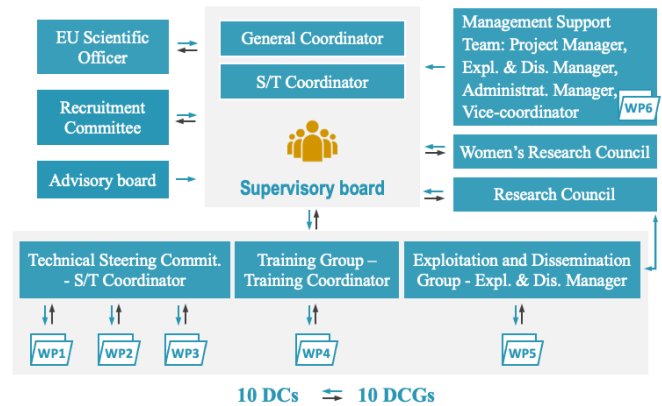 EU Scientific
Officer
General Coordinator
S/T Coordinator
Management Support
Team: Project Manager,
Expl. & Dis. Manager,
Administrat. Manager,
Vice-coordinator
WP6
Recruitment
Committee
Women's Research Council
Advisory board
Supervisory board
Research Council
Technical Steering Commit.
- S/T Coordinator
Training Group –
Training Coordinator
Exploitation and Dissemination
Group - Expl. & Dis. Manager
WP1
WP2
WP3
WP4
WP5
10 DCs
10 DCGs